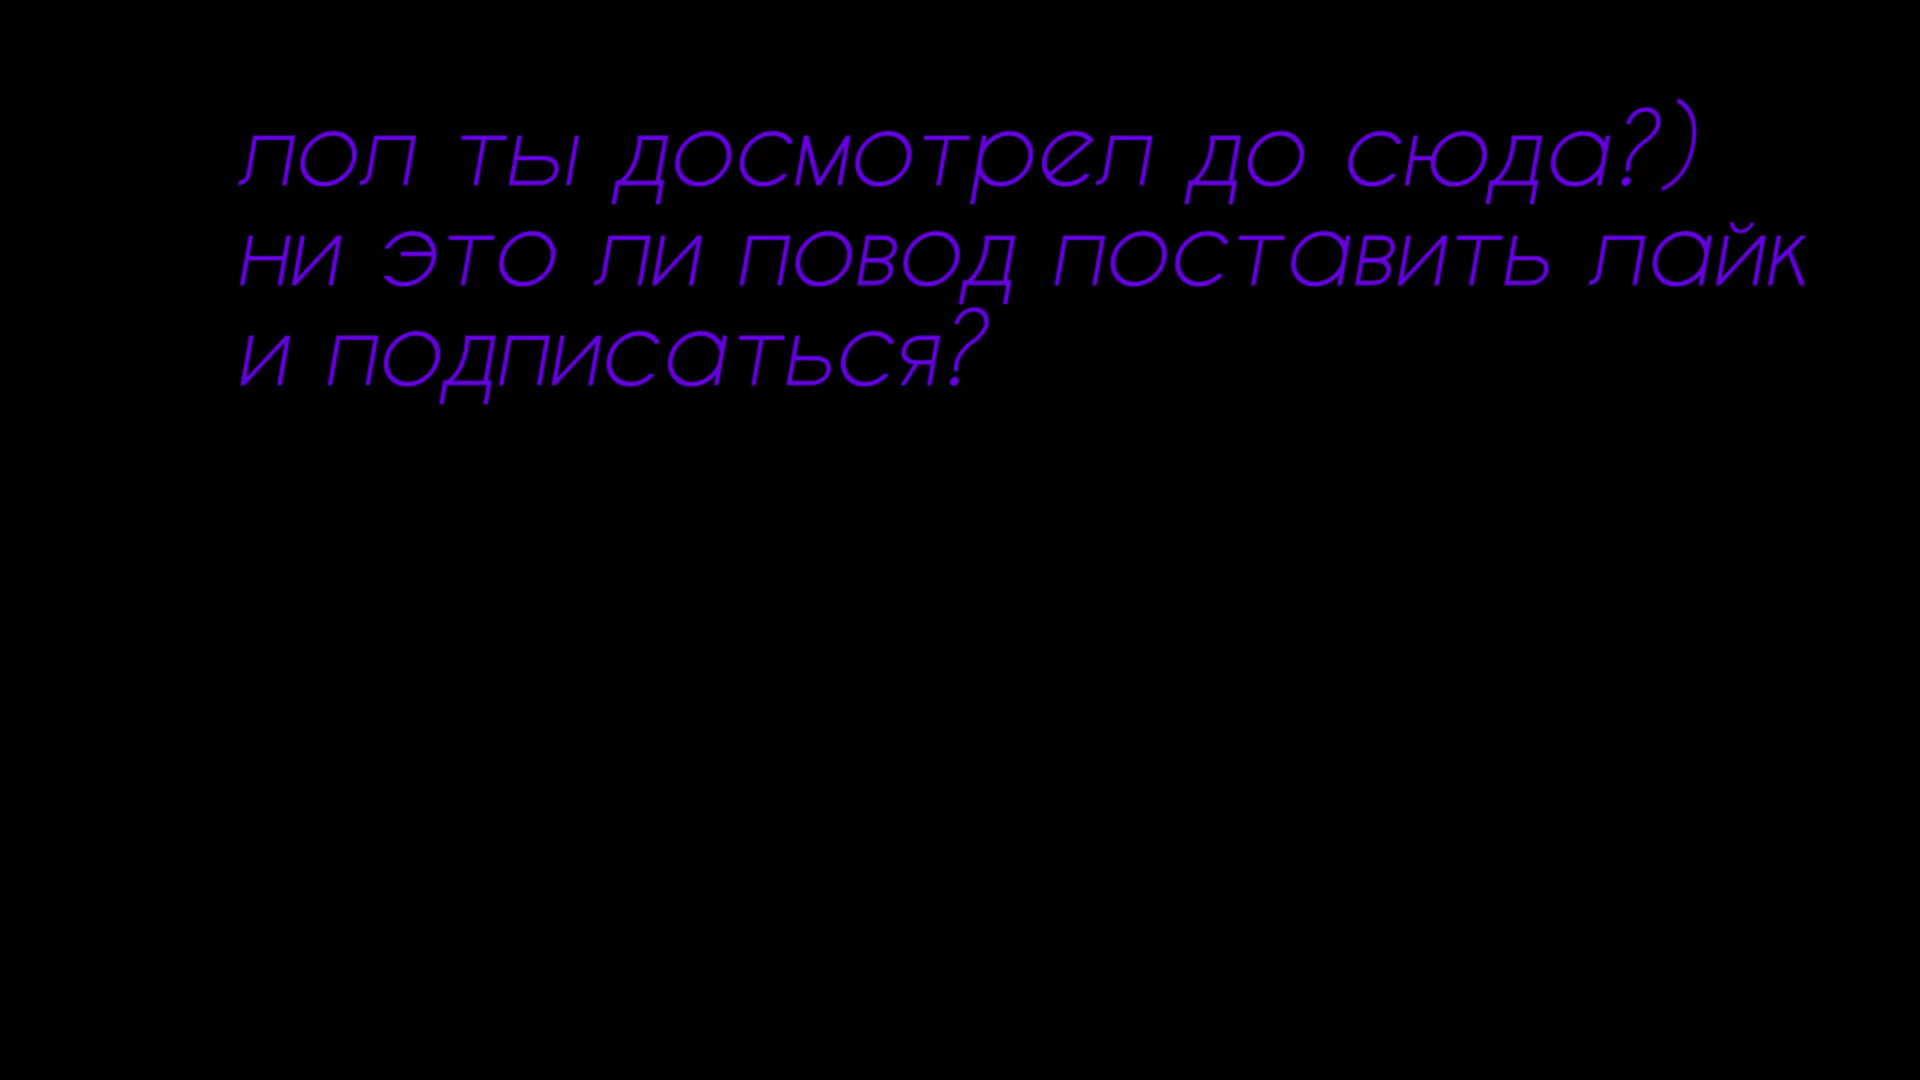 лол ты досмотрел до сюда?)
ни это ли повод поставить лайк
и подписаться?